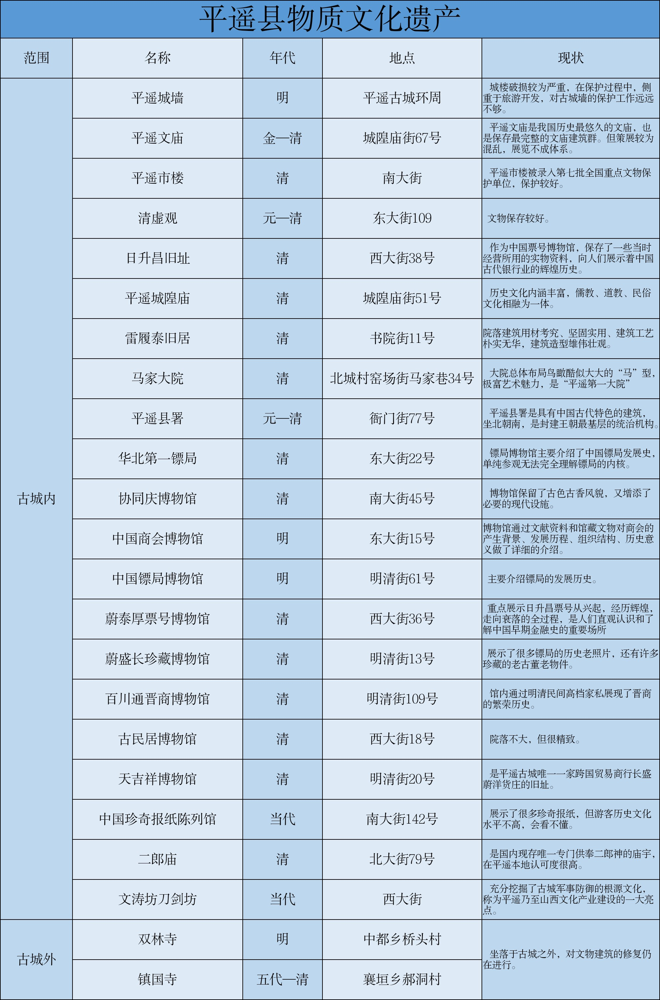 平遥县物质文化遗产
范围 名称 年代 地点 现状
古城内
平遥城墙 明 平遥古城环周
城楼破损较为严重，在保护过程中，侧
重于旅游开发，对古城墙的保护工作远远
不够。
平遥文庙 金—清 城隍庙街67号
平遥文庙是我国历史最悠久的文庙，也
是保存最完整的文庙建筑群。但策展较为
混乱，展览不成体系。
平遥市楼 清 南大街
平遥市楼被录入第七批全国重点文物保
护单位，保护较好。
清虚观 元—清 东大街109
文物保存较好。
日升昌旧址 清 西大街38号
作为中国票号博物馆，保存了一些当时
经营所用的实物资料，向人们展示着中国
古代银行业的辉煌历史。
平遥城隍庙 清 城隍庙街51号
历史文化内涵丰富，儒教、道教、民俗
文化相融为一体。
雷履泰旧居 清 书院街11号
院落建筑用材考究、坚固实用、建筑工艺
朴实无华，建筑造型雄伟壮观。
马家大院 清 北城村窑场街马家巷34号
大院总体布局鸟瞰酷似大大的“马”型，
极富艺术魅力，是“平遥第一大院”
平遥县署 元—清 衙门街77号
平遥县署是具有中国古代特色的建筑，
坐北朝南，是封建王朝最基层的统治机构。
华北第一镖局 清 东大街22号
镖局博物馆主要介绍了中国镖局发展史，
单纯参观无法完全理解镖局的内核。
协同庆博物馆 清 南大街45号
博物馆保留了古色古香风貌，又增添了
必要的现代设施。
中国商会博物馆 明 东大街15号
博物馆通过文献资料和馆藏文物对商会的
产生背景、发展历程、组织结构、历史意
义做了详细的介绍。
中国镖局博物馆 明 明清街61号
主要介绍镖局的发展历史。
蔚泰厚票号博物馆 清 西大街36号
重点展示日升昌票号从兴起，经历辉煌，
走向衰落的全过程，是人们直观认识和了
解中国早期金融史的重要场所
蔚盛长珍藏博物馆 清 明清街13号
展示了很多镖局的历史老照片，还有许多
珍藏的老古董老物件。
百川通晋商博物馆 清 明清街109号
馆内通过明清民间高档家私展现了晋商
的繁荣历史。
古民居博物馆 清 西大街18号
院落不大，但很精致。
天吉祥博物馆 清 明清街20号
是平遥古城唯一一家跨国贸易商行长盛
蔚洋货庄的旧址。
中国珍奇报纸陈列馆 当代 南大街142号
展示了很多珍奇报纸，但游客历史文化
水平不高，会看不懂。
二郎庙 清 北大街79号
是国内现存唯一专门供奉二郎神的庙宇，
在平遥本地认可度很高。
文涛坊刀剑坊 当代 西大街
充分挖掘了古城军事防御的根源文化，
称为平遥乃至山西文化产业建设的一大亮
点。
古城外
双林寺 明 中都乡桥头村
镇国寺 五代—清 襄垣乡郝洞村
坐落于古城之外，对文物建筑的修复仍
在进行。